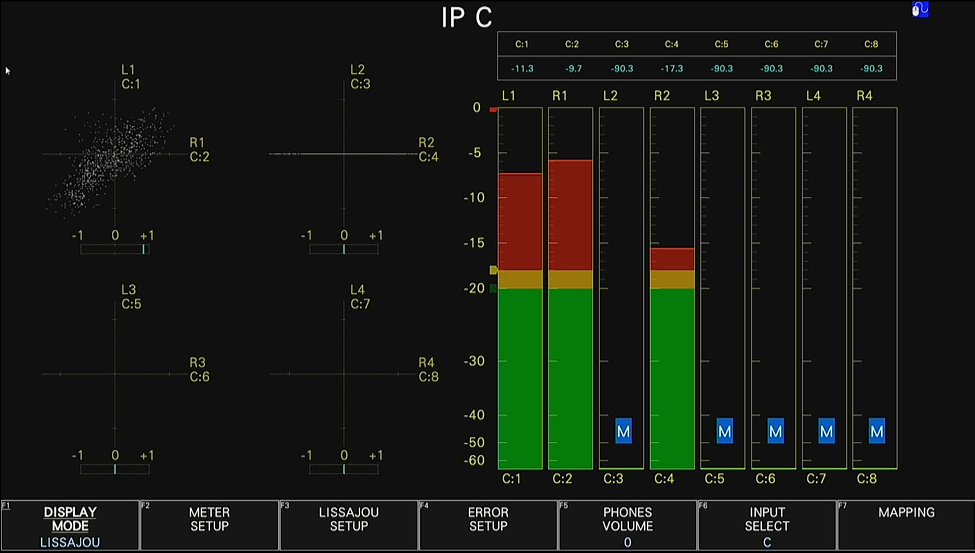 IP C
C:1 C:2 C:3 C:4 C:5 C:6 C:7 C:8
-11.3 -9.7 -90.3 -17.3 -90.3 -90.3 -90.3 -90.3
L1 R1 L2 R2 L3 R3 L4 R4
0
-5
-10
-15
-20
-30
-40
-50
-60
M M M M M
C:1 C:2 C:3 C:4 C:5 C:6 C:7 C:8
L1
C:1
R1
C:2
-1 0 +1
L2
C:3
R2
C:4
-1 0 +1
L3
C:5
R3
C:6
-1 0 +1
L4
C:7
R4
C:8
-1 0 +1
F1 DISPLAY
MODE
LISSAJOU
F2 METER
SETUP
F3 LISSAJOU
SETUP
F4 ERROR
SETUP
F5 PHONES
VOLUME
0
F6 INPUT
SELECT
C
F7 MAPPING